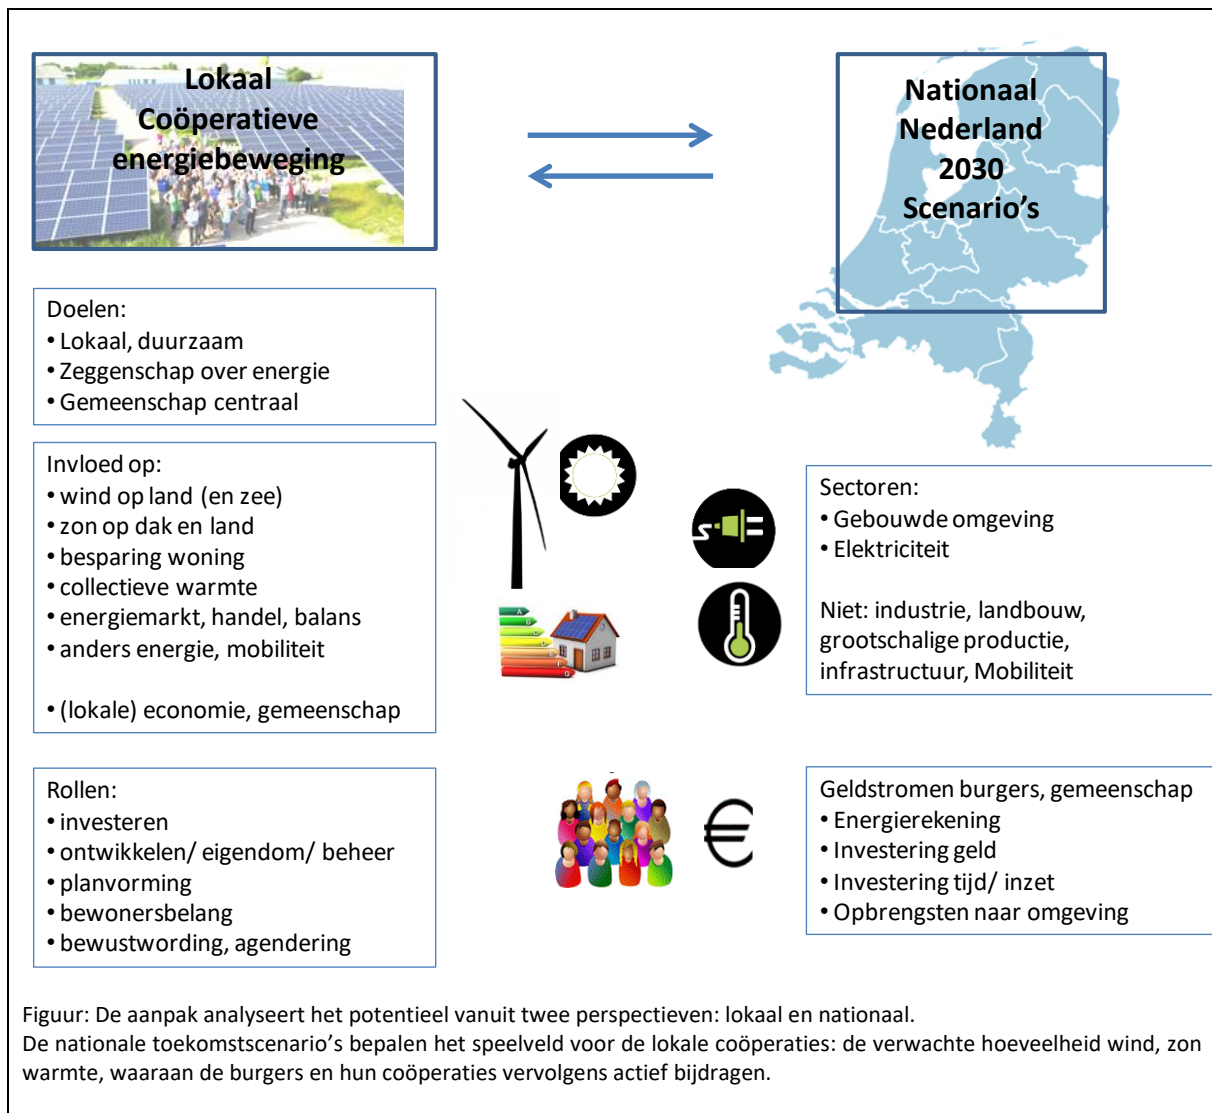 Lokaal
Coöperatieve
energiebeweging
Nationaal
Nederland
2030
Scenario’s
Doelen:
• Lokaal, duurzaam
• Zeggenschap over energie
• Gemeenschap centraal
Invloed op:
• wind op land (en zee)
• zon op dak en land
• besparing woning
• collectieve warmte
• energiemarkt, handel, balans
• anders energie, mobiliteit
• (lokale) economie, gemeenschap
Sectoren:
• Gebouwde omgeving
• Elektriciteit
Niet: industrie, landbouw,
grootschalige productie,
infrastructuur, Mobiliteit
Rollen:
• investeren
• ontwikkelen/ eigendom/ beheer
• planvorming
• bewonersbelang
• bewustwording, agendering
€
Geldstromen burgers, gemeenschap
• Energierekening
• Investering geld
• Investering tijd/ inzet
• Opbrengsten naar omgeving
Figuur: De aanpak analyseert het potentieel vanuit twee perspectieven: lokaal en nationaal.
De nationale toekomstscenario’s bepalen het speelveld voor de lokale coöperaties: de verwachte hoeveelheid wind, zon
warmte, waaraan de burgers en hun coöperaties vervolgens actief bijdragen.